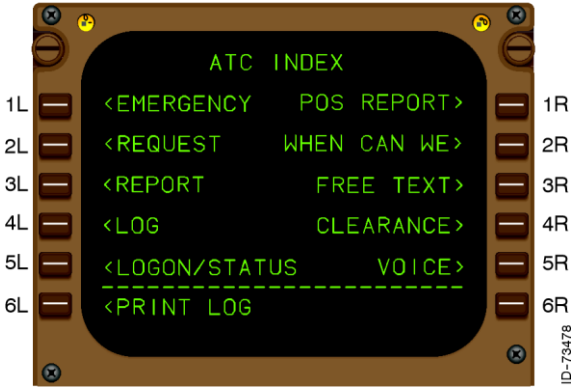 ATC INDEX
1L <EMERGENCY POS REPORT> 1R
2L <REQUEST WHEN CAN WE> 2R
3L <REPORT FREE TEXT> 3R
4L <LOG CLEARANCE> 4R
5L <LOGON/STATUS VOICE> 5R
6L <PRINT LOG 6R
ID-73478